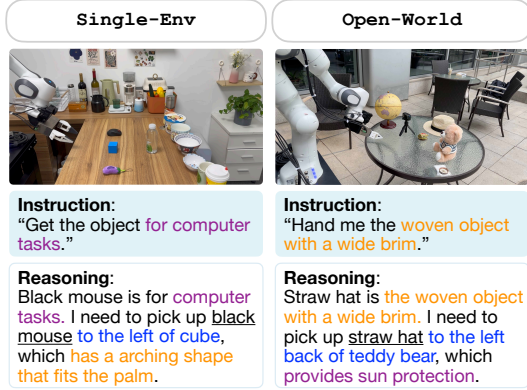 Single-Env
Open-World
Instruction:
“Get the object for computer
tasks.”
Instruction:
“Hand me the woven object
with a wide brim.”
Reasoning:
Black mouse is for computer
tasks. I need to pick up black
mouse to the left of cube,
which has a arching shape
that fits the palm.
Reasoning:
Straw hat is the woven object
with a wide brim. I need to
pick up straw hat to the left
back of teddy bear, which
provides sun protection.